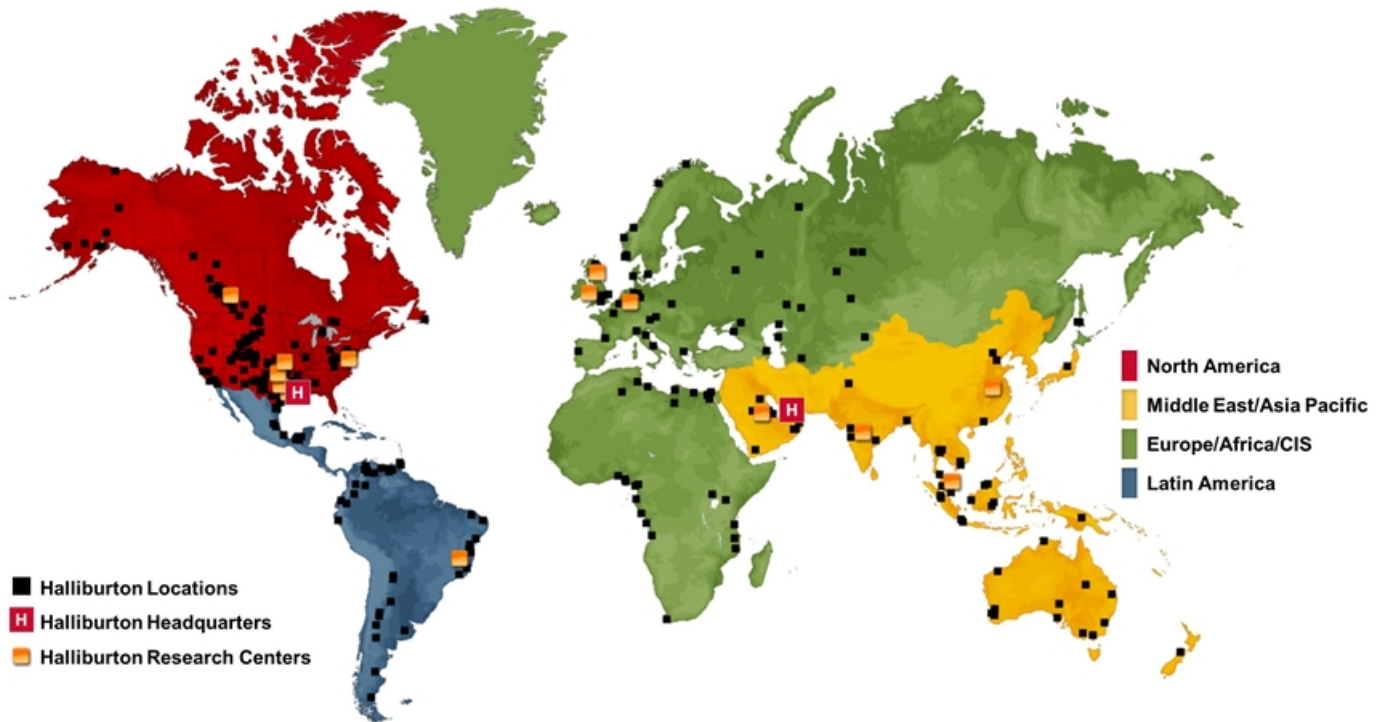 H
H
North America
Middle East/Asia Pacific
Europe/Africa/CIS
Latin America
Halliburton Locations
H Halliburton Headquarters
Halliburton Research Centers